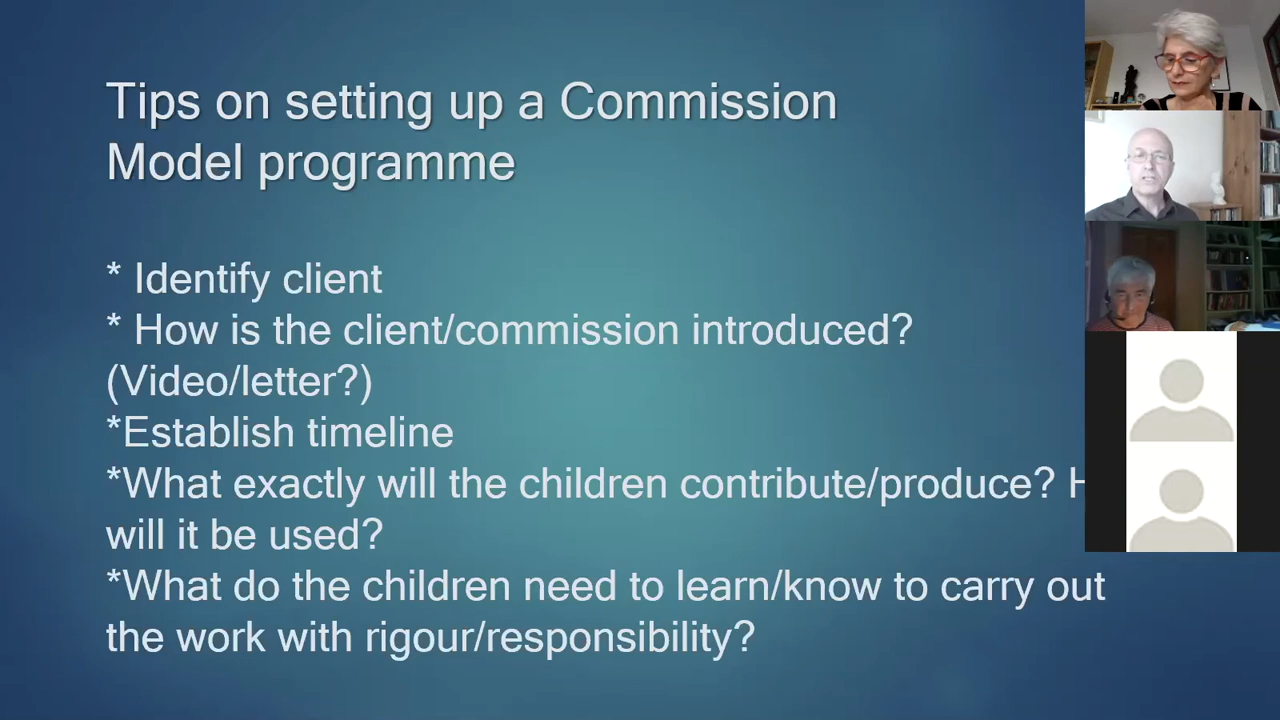 Tips on setting up a Commission
Model programme
* Identify client
* How is the client/commission introduced?
(Video/letter?)
*Establish timeline
*What exactly will the children contribute/produce?
will it be used?
*What do the children need to learn/know to carry out
the work with rigour/responsibility?